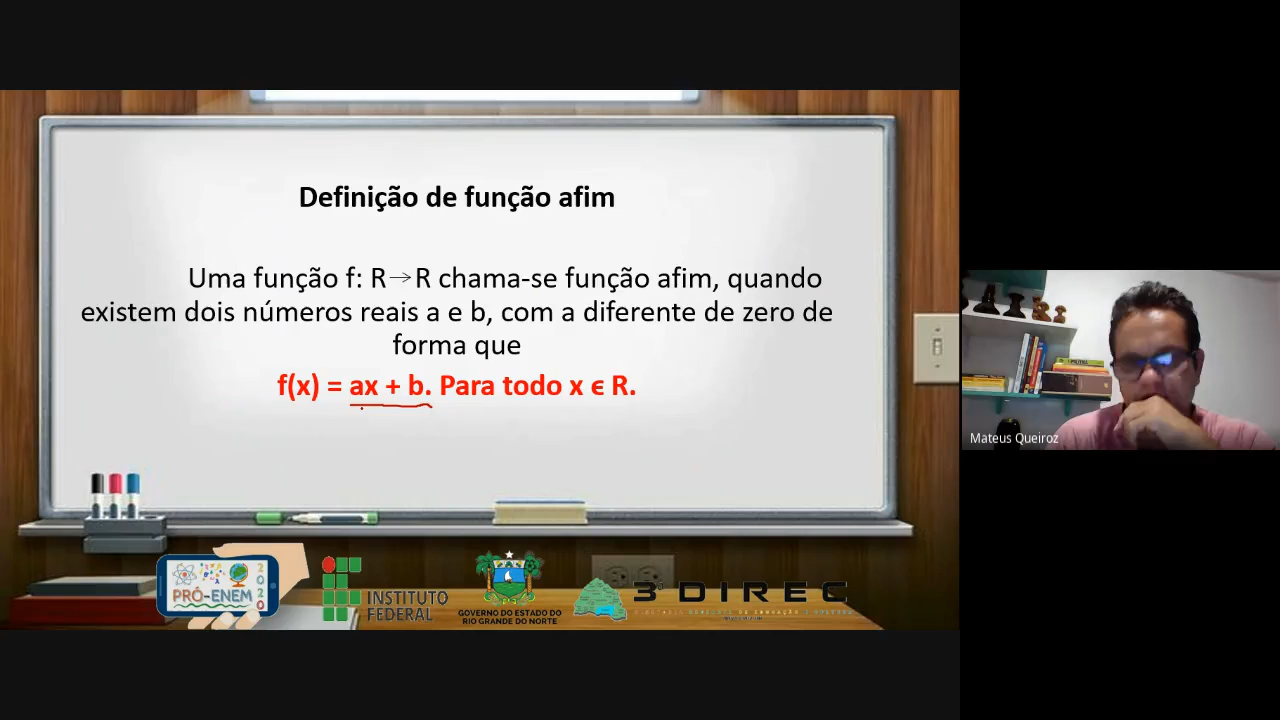 Definição de função afim
Uma função f: R→R chama-se função afim, quando
existem dois números reais a e b, com a diferente de zero de
forma que
f(x) = ax + b. Para todo x ϵ R.
Mateus Queiroz
PRÓ-ENEM
2020
INSTITUTO
FEDERAL
GOVERNO DO ESTADO DO
RIO GRANDE DO NORTE
3ª DIREC